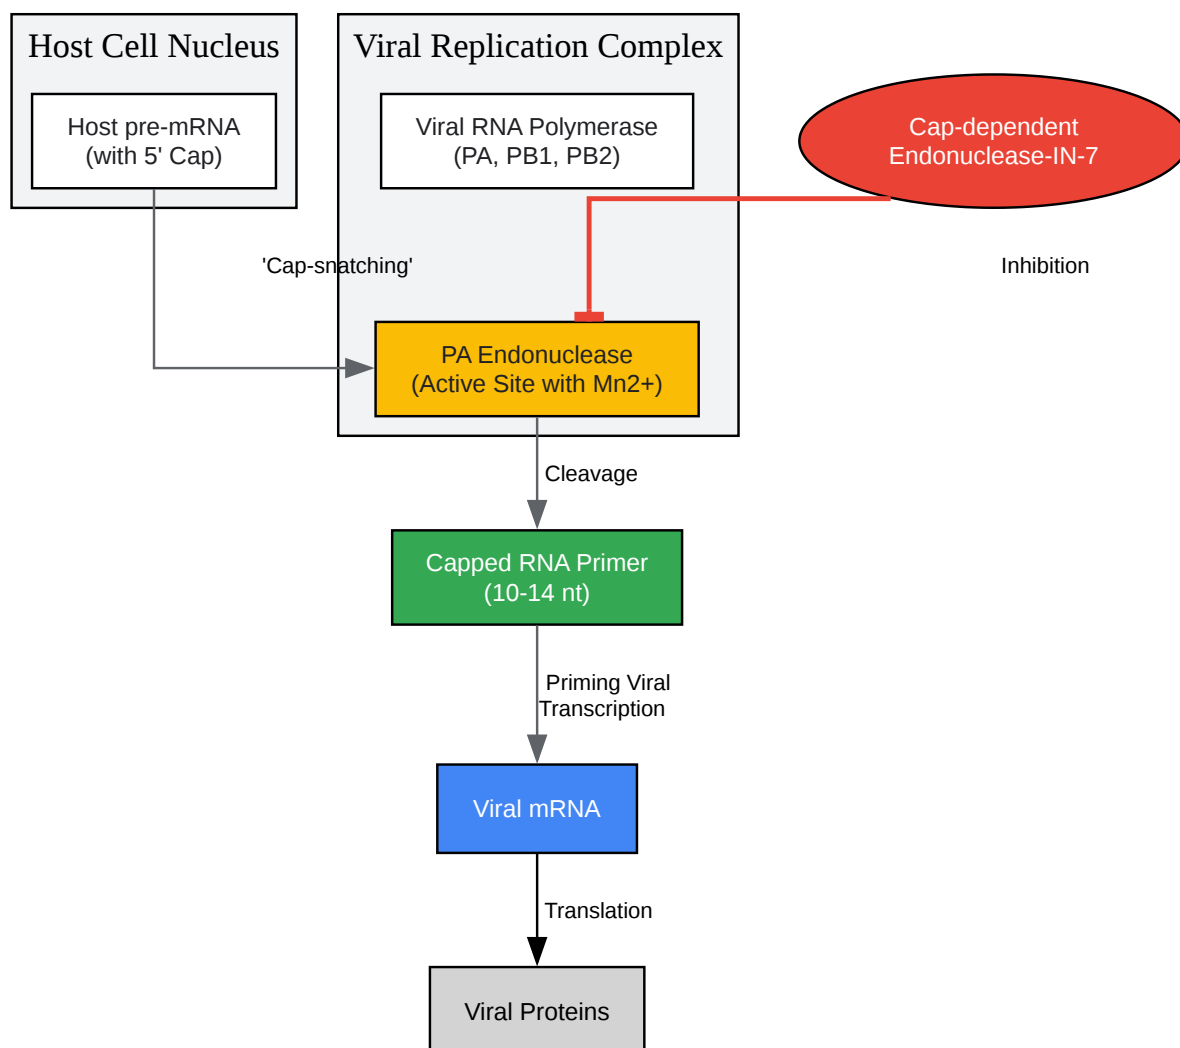 Host Cell Nucleus
Viral Replication Complex
Host pre-mRNA
(with 5' Cap)
Viral RNA Polymerase
(PA, PB1, PB2)
Cap-dependent
Endonuclease-IN-7
'Cap-snatching'
Inhibition
PA Endonuclease
(Active Site with Mn2+)
Cleavage
Capped RNA Primer
(10-14 nt)
Priming Viral
Transcription
Viral mRNA
Translation
Viral Proteins